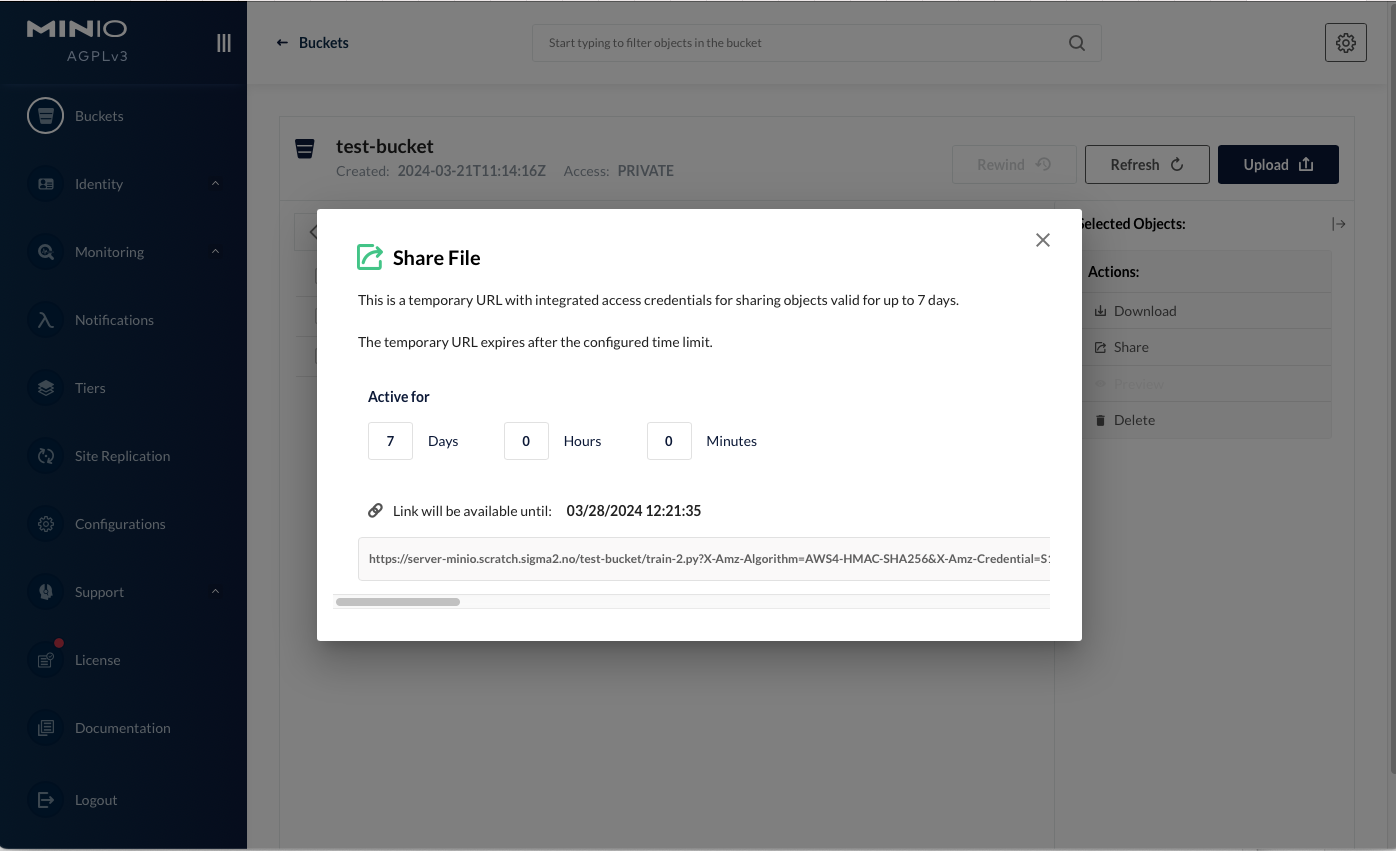 MINIO
AGPLv3
Buckets
Identity
Monitoring
Notifications
Tiers
Site Replication
Configurations
Support
License
Documentation
Logout
← Buckets
Start typing to filter objects in the bucket
test-bucket
Created: 2024-03-21T11:14:16Z Access: PRIVATE
Rewind
Refresh
Upload
Selected Objects:
Actions:
Download
Share
Preview
Delete
Share File
This is a temporary URL with integrated access credentials for sharing objects valid for up to 7 days.
The temporary URL expires after the configured time limit.
Active for
7 Days 0 Hours 0 Minutes
Link will be available until: 03/28/2024 12:21:35
https://server-minio.scratch.sigma2.no/test-bucket/train-2.py?X-Amz-Algorithm=AWS4-HMAC-SHA256&X-Amz-Credential=S